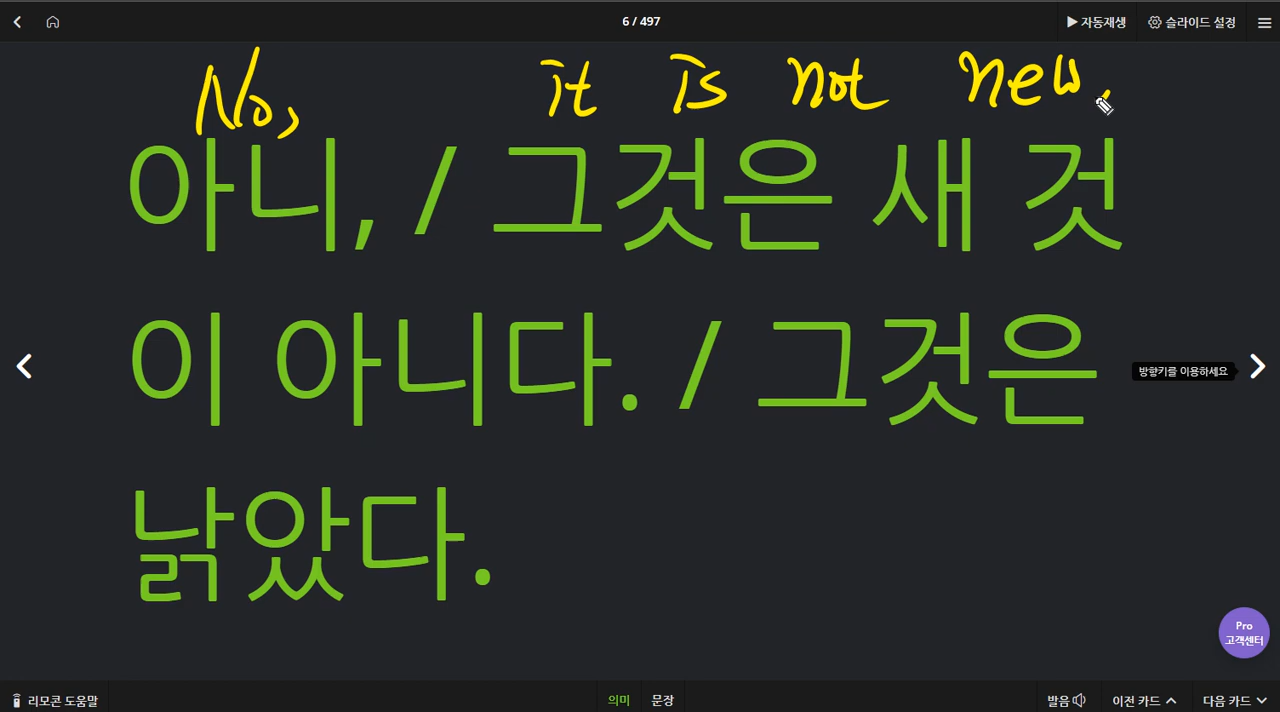 6 / 497
자동재생
슬라이드 설정
No, it is not new.
아니, / 그것은 새 것
이 아니다. / 그것은
낡았다.
방향키를 이용하세요
Pro
고객센터
리모콘 도움말
의미
문장
발음
이전 카드
다음 카드